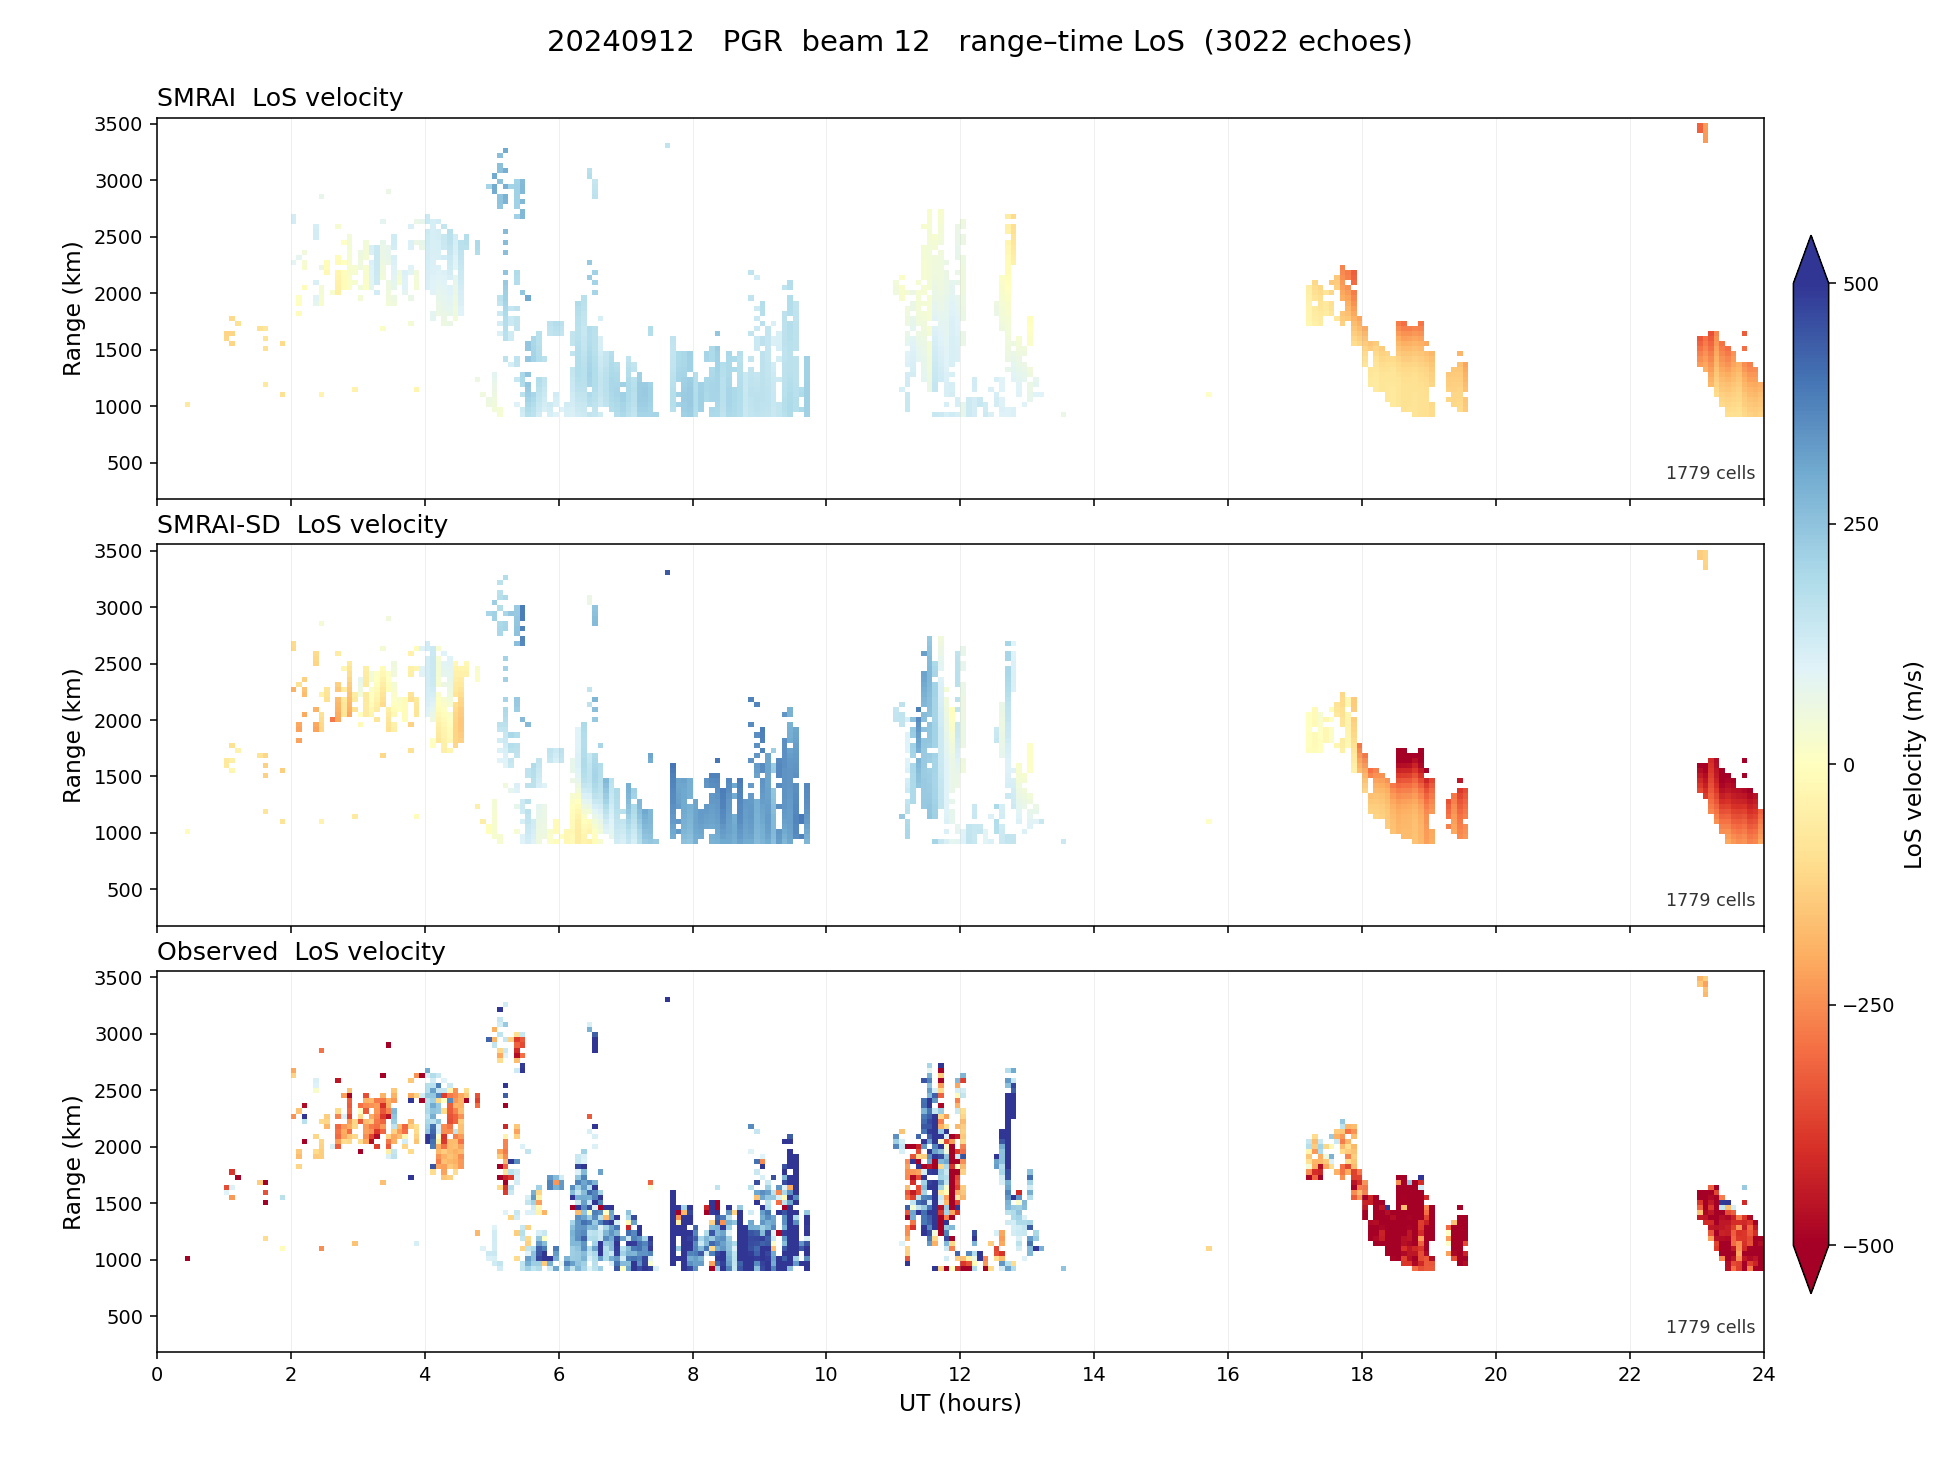 20240912 PGR beam 12 range–time LoS (3022 echoes)
SMRAI LoS velocity
3500
3000
2500
2000
1500
1000
500
Range (km)
1779 cells
SMRAI-SD LoS velocity
3500
3000
2500
2000
1500
1000
500
Range (km)
1779 cells
Observed LoS velocity
3500
3000
2500
2000
1500
1000
500
Range (km)
1779 cells
0 2 4 6 8 10 12 14 16 18 20 22 24
UT (hours)
500
250
0
−250
−500
LoS velocity (m/s)